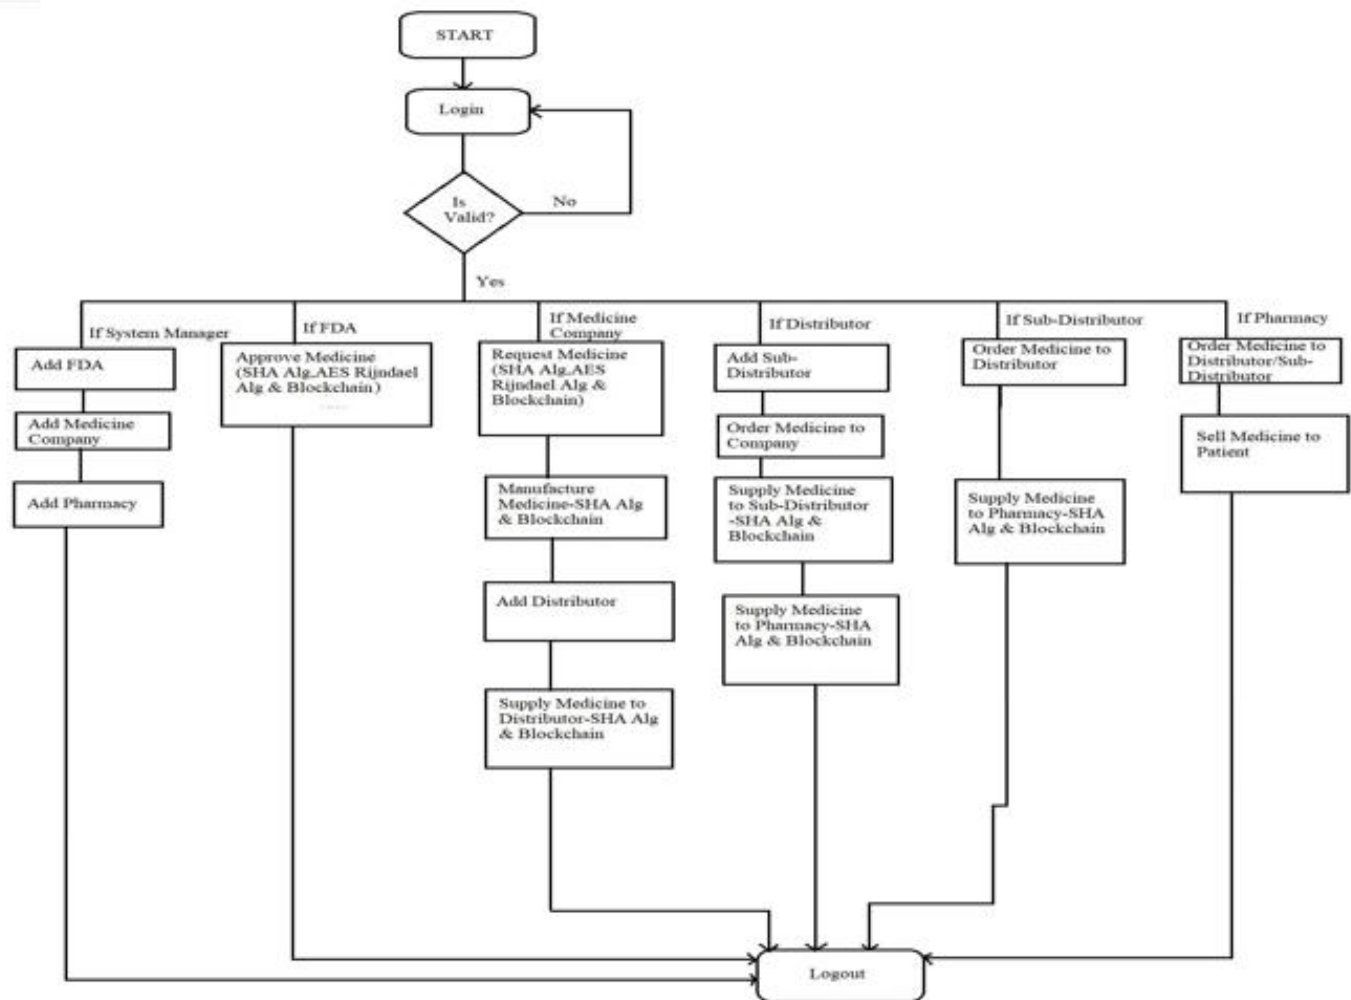 START
Login
Is
Valid?
No
Yes
If System Manager
Add FDA
Add Medicine
Company
Add Pharmacy
If FDA
Approve Medicine
(SHA Alg,AES Rijndael
Alg & Blockchain)
If Medicine
Company
Request Medicine
(SHA Alg,AES
Rijndael Alg &
Blockchain)
Manufacture
Medicine-SHA Alg
& Blockchain
Add Distributor
Supply Medicine to
Distributor-SHA Alg
& Blockchain
If Distributor
Add Sub-
Distributor
Order Medicine to
Company
Supply Medicine
to Sub-Distributor
-SHA Alg &
Blockchain
Supply Medicine
to Pharmacy-SHA
Alg & Blockchain
If Sub-Distributor
Order Medicine to
Distributor
Supply Medicine
to Pharmacy-SHA
Alg & Blockchain
If Pharmacy
Order Medicine to
Distributor/Sub-
Distributor
Sell Medicine to
Patient
Logout